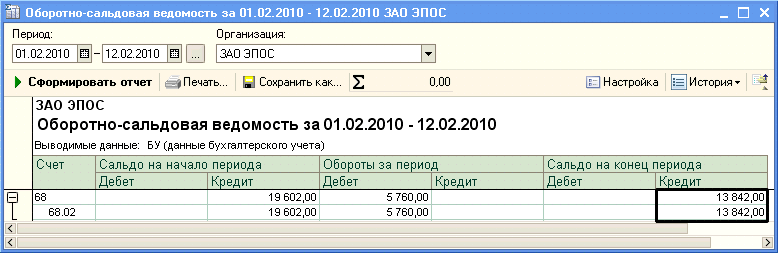 Оборотно-сальдовая ведомость за 01.02.2010 - 12.02.2010 ЗАО ЭПОС
Период: Организация:
01.02.2010 – 12.02.2010 ... ЗАО ЭПОС
Сформировать отчет Печать... Сохранить как... Σ 0,00 Настройка История
ЗАО ЭПОС
Оборотно-сальдовая ведомость за 01.02.2010 - 12.02.2010
Выводимые данные: БУ (данные бухгалтерского учета)
Счет Сальдо на начало периода Обороты за период Сальдо на конец периода
Дебет Кредит Дебет Кредит Дебет Кредит
68 19 602,00 5 760,00 13 842,00
68.02 19 602,00 5 760,00 13 842,00